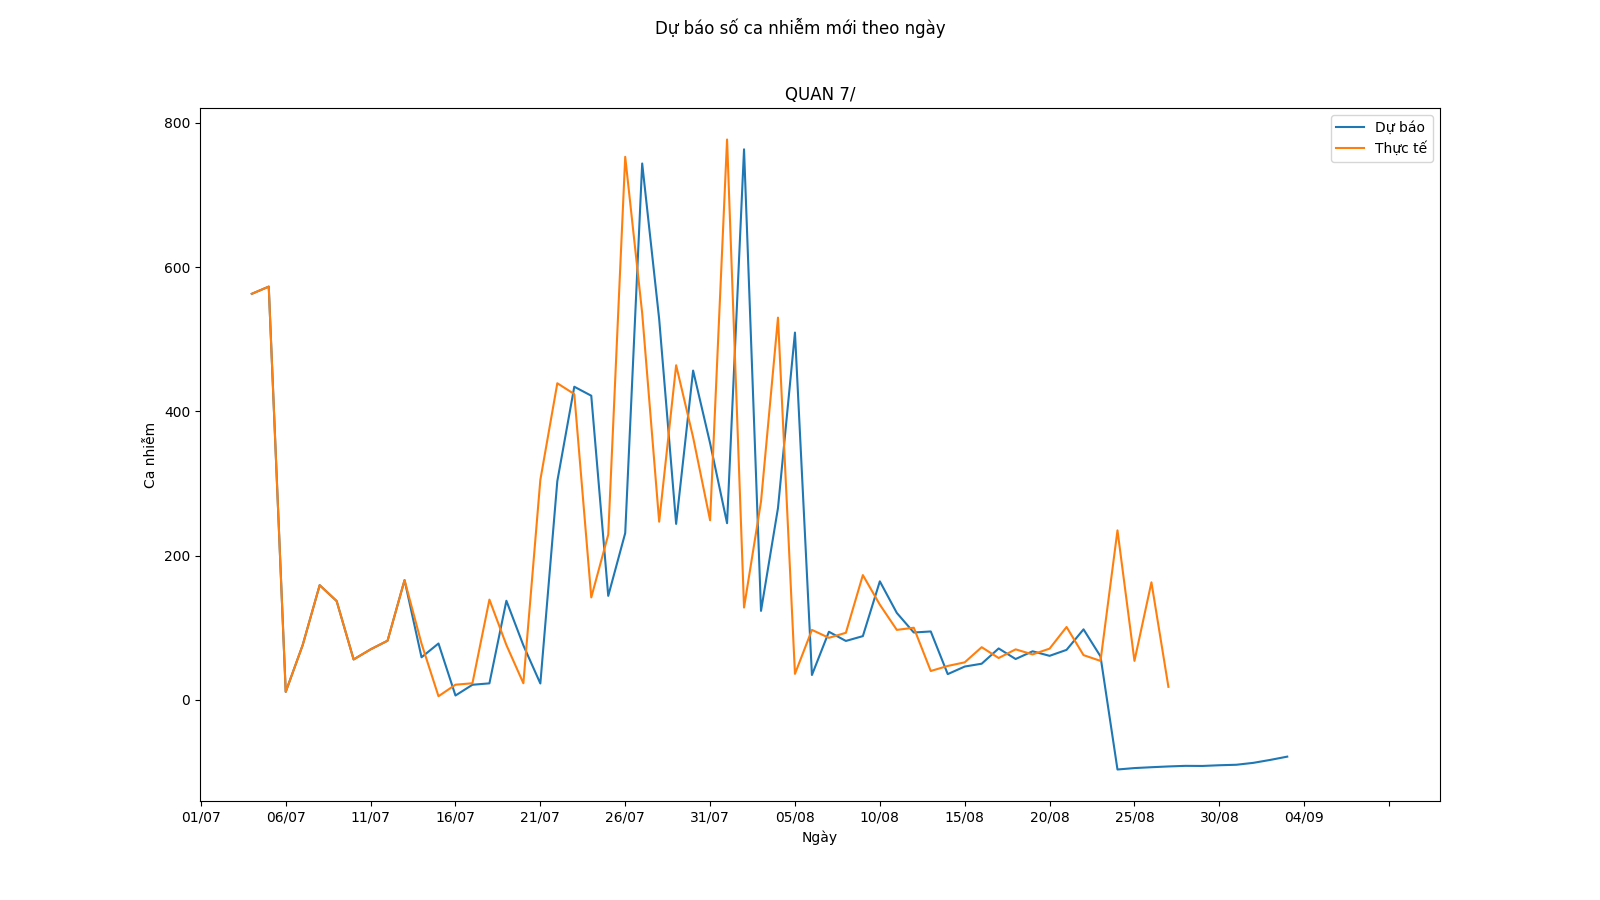 Dự báo số ca nhiễm mới theo ngày
QUAN 7/
Dự báo
Thực tế
800
600
400
200
0
Ca nhiễm
01/07 06/07 11/07 16/07 21/07 26/07 31/07 05/08 10/08 15/08 20/08 25/08 30/08 04/09
Ngày